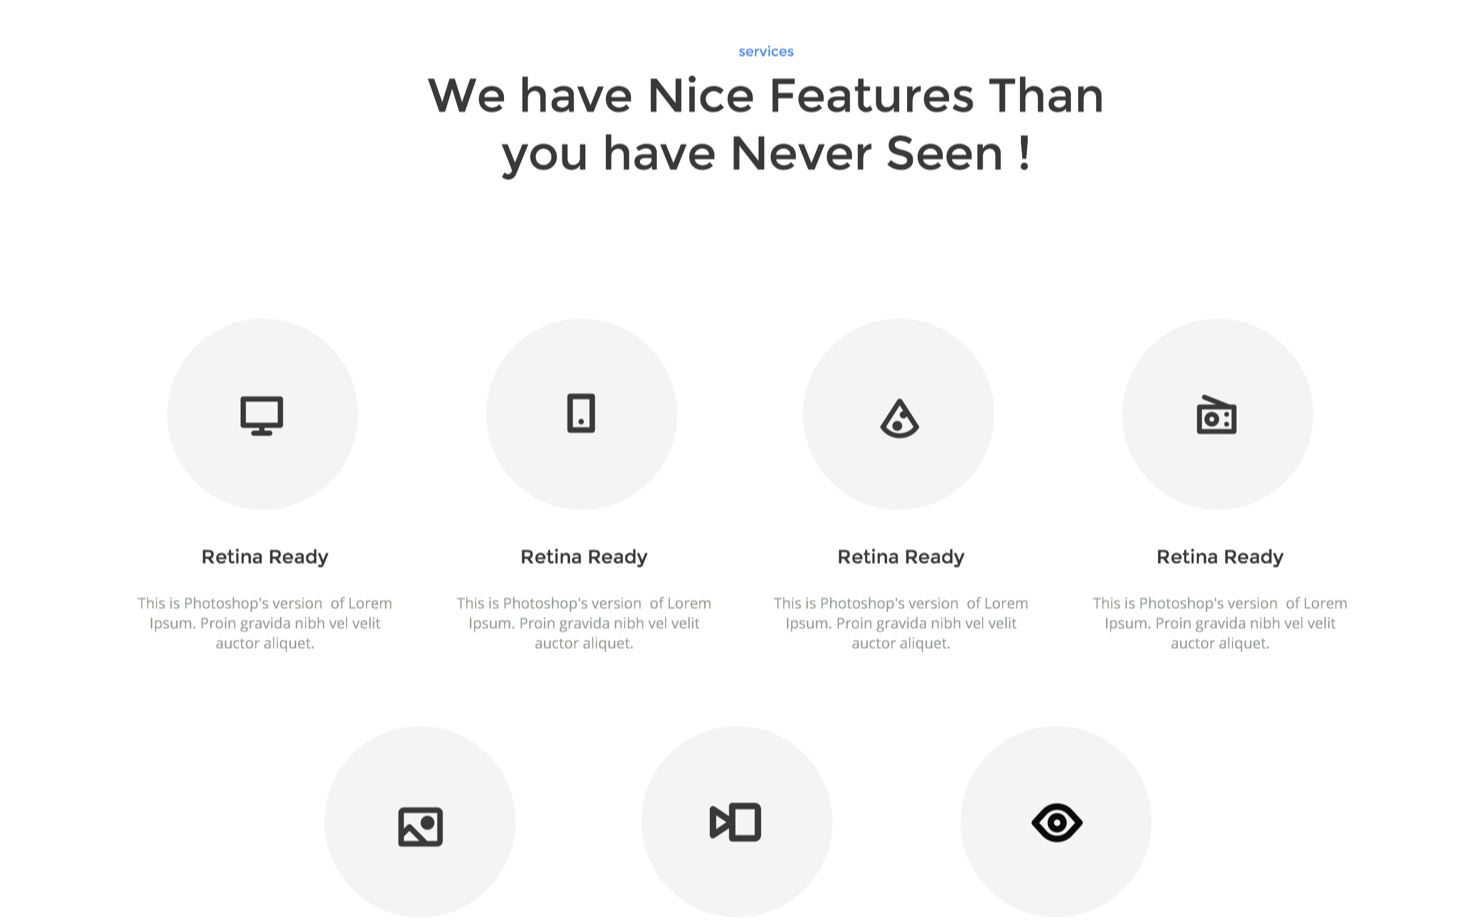 services
We have Nice Features Than
you have Never Seen !
Retina Ready
Retina Ready
Retina Ready
Retina Ready
This is Photoshop's version  of Lorem
Ipsum. Proin gravida nibh vel velit
auctor aliquet.
This is Photoshop's version  of Lorem
Ipsum. Proin gravida nibh vel velit
auctor aliquet.
This is Photoshop's version  of Lorem
Ipsum. Proin gravida nibh vel velit
auctor aliquet.
This is Photoshop's version  of Lorem
Ipsum. Proin gravida nibh vel velit
auctor aliquet.